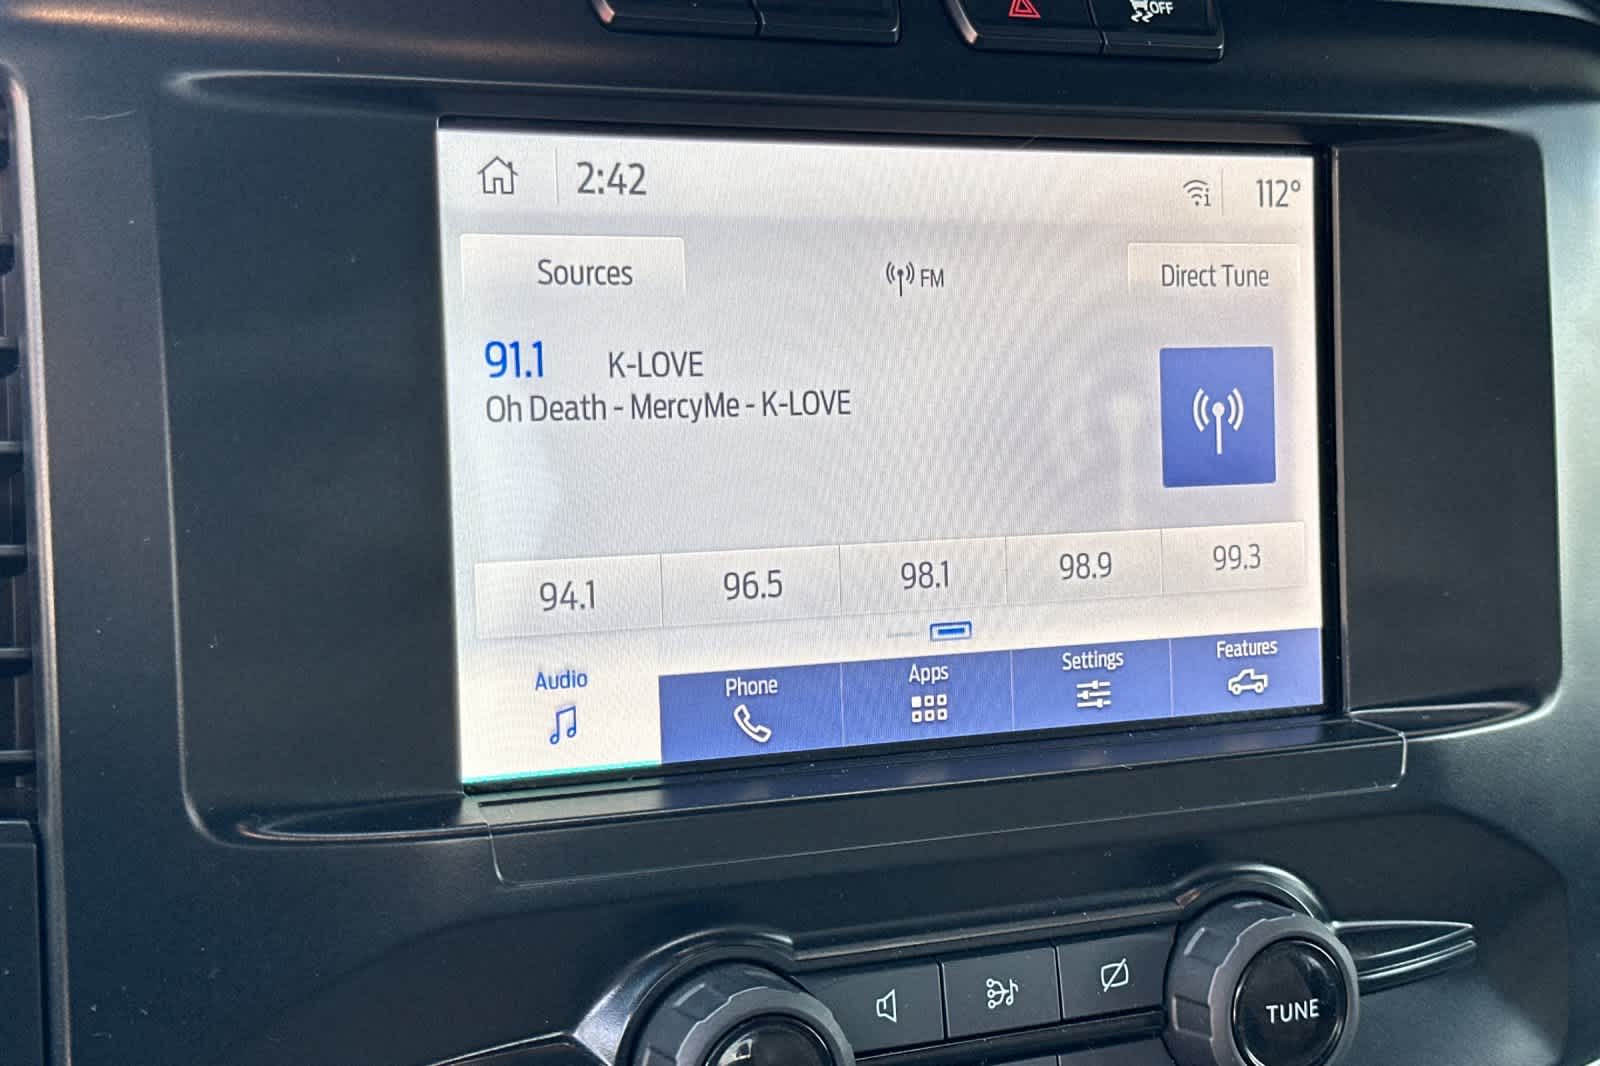 OFF
2:42
112°
Sources
FM
Direct Tune
91.1 K-LOVE
Oh Death - MercyMe - K-LOVE
94.1 96.5 98.1 98.9 99.3
Audio Phone Apps Settings Features
TUNE